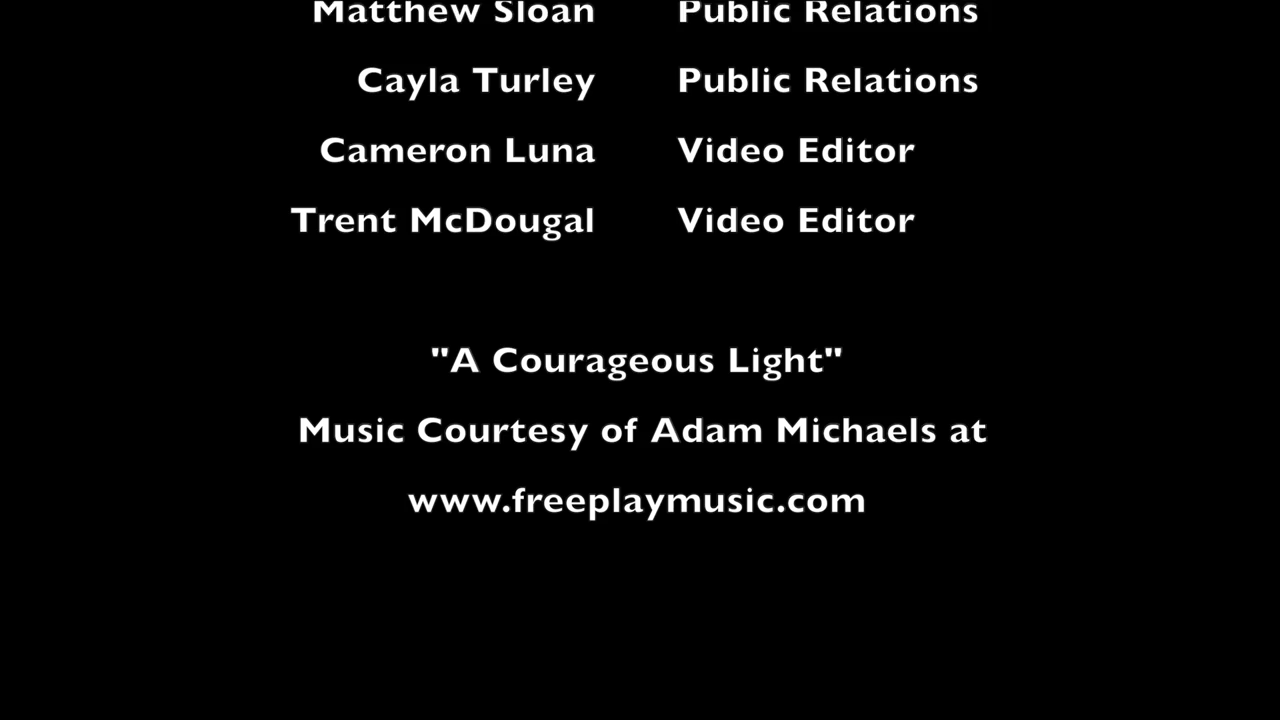 Matthew Sloan Public Relations
Cayla Turley Public Relations
Cameron Luna Video Editor
Trent McDougal Video Editor
"A Courageous Light"
Music Courtesy of Adam Michaels at
www.freeplaymusic.com